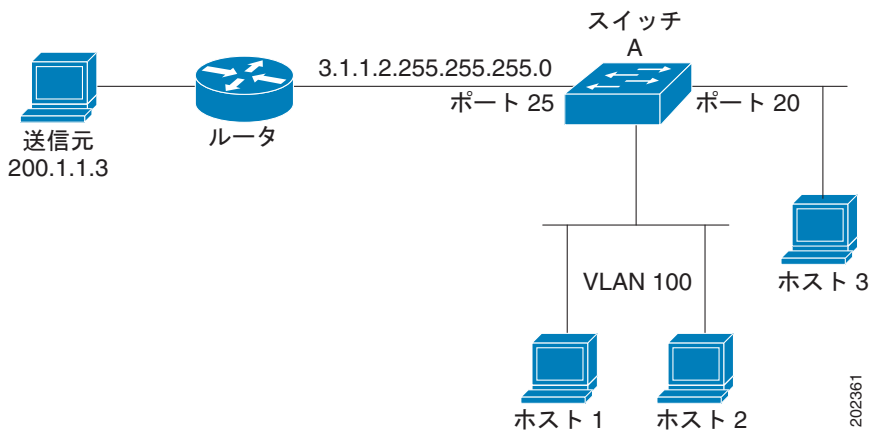 スイッチ
A
3.1.1.2.255.255.255.0
ポート 25
ポート 20
送信元
200.1.1.3
ルータ
VLAN 100
ホスト 3
ホスト 1
ホスト 2
202361